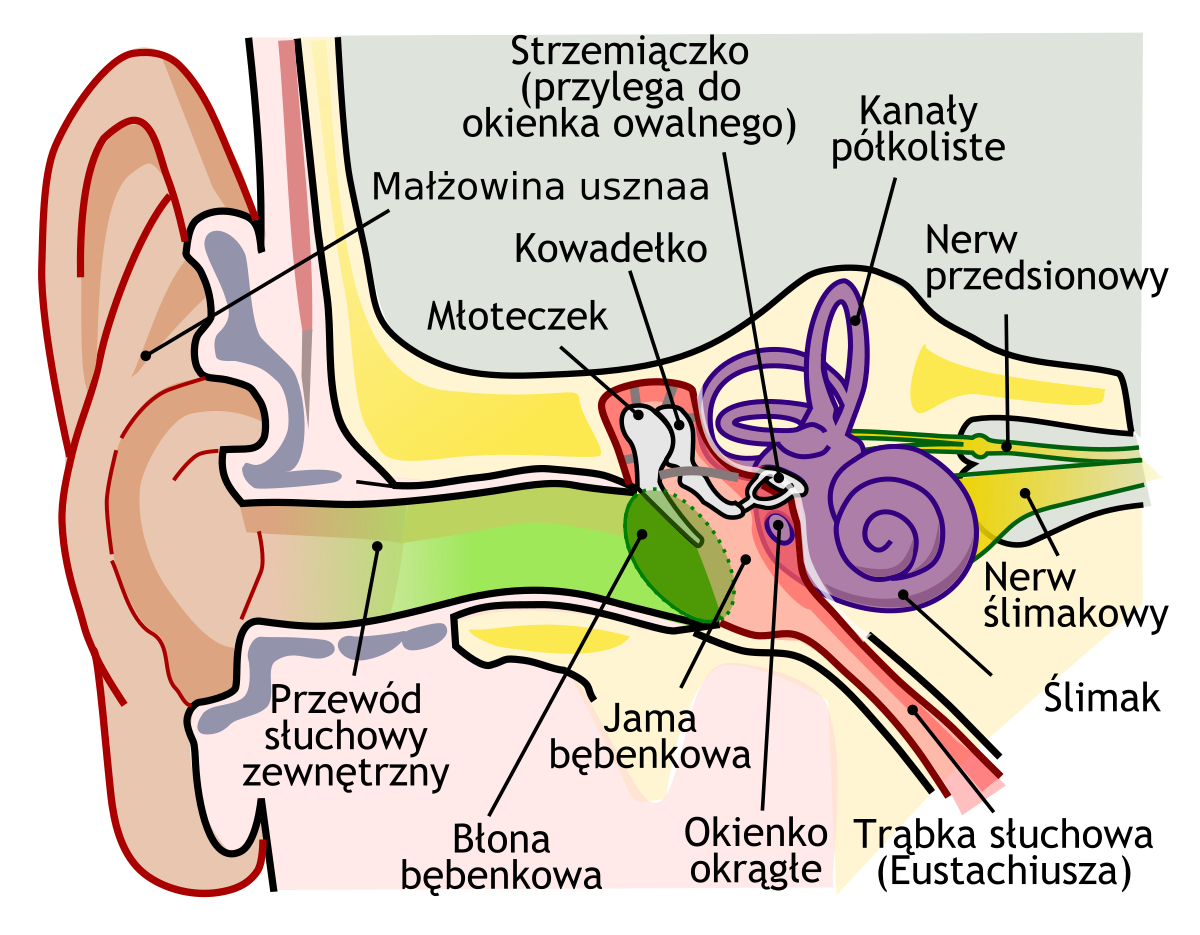 Strzemiączko
(przylega do
okienka owalnego)
Kanały
półkoliste
Małżowina usznaa
Nerw
przedsionowy
Kowadełko
Młoteczek
Nerw
ślimakowy
Ślimak
Przewód
słuchowy
zewnętrzny
Jama
bębenkowa
Błona
bębenkowa
Okienko
okrągłe
Trąbka słuchowa
(Eustachiusza)